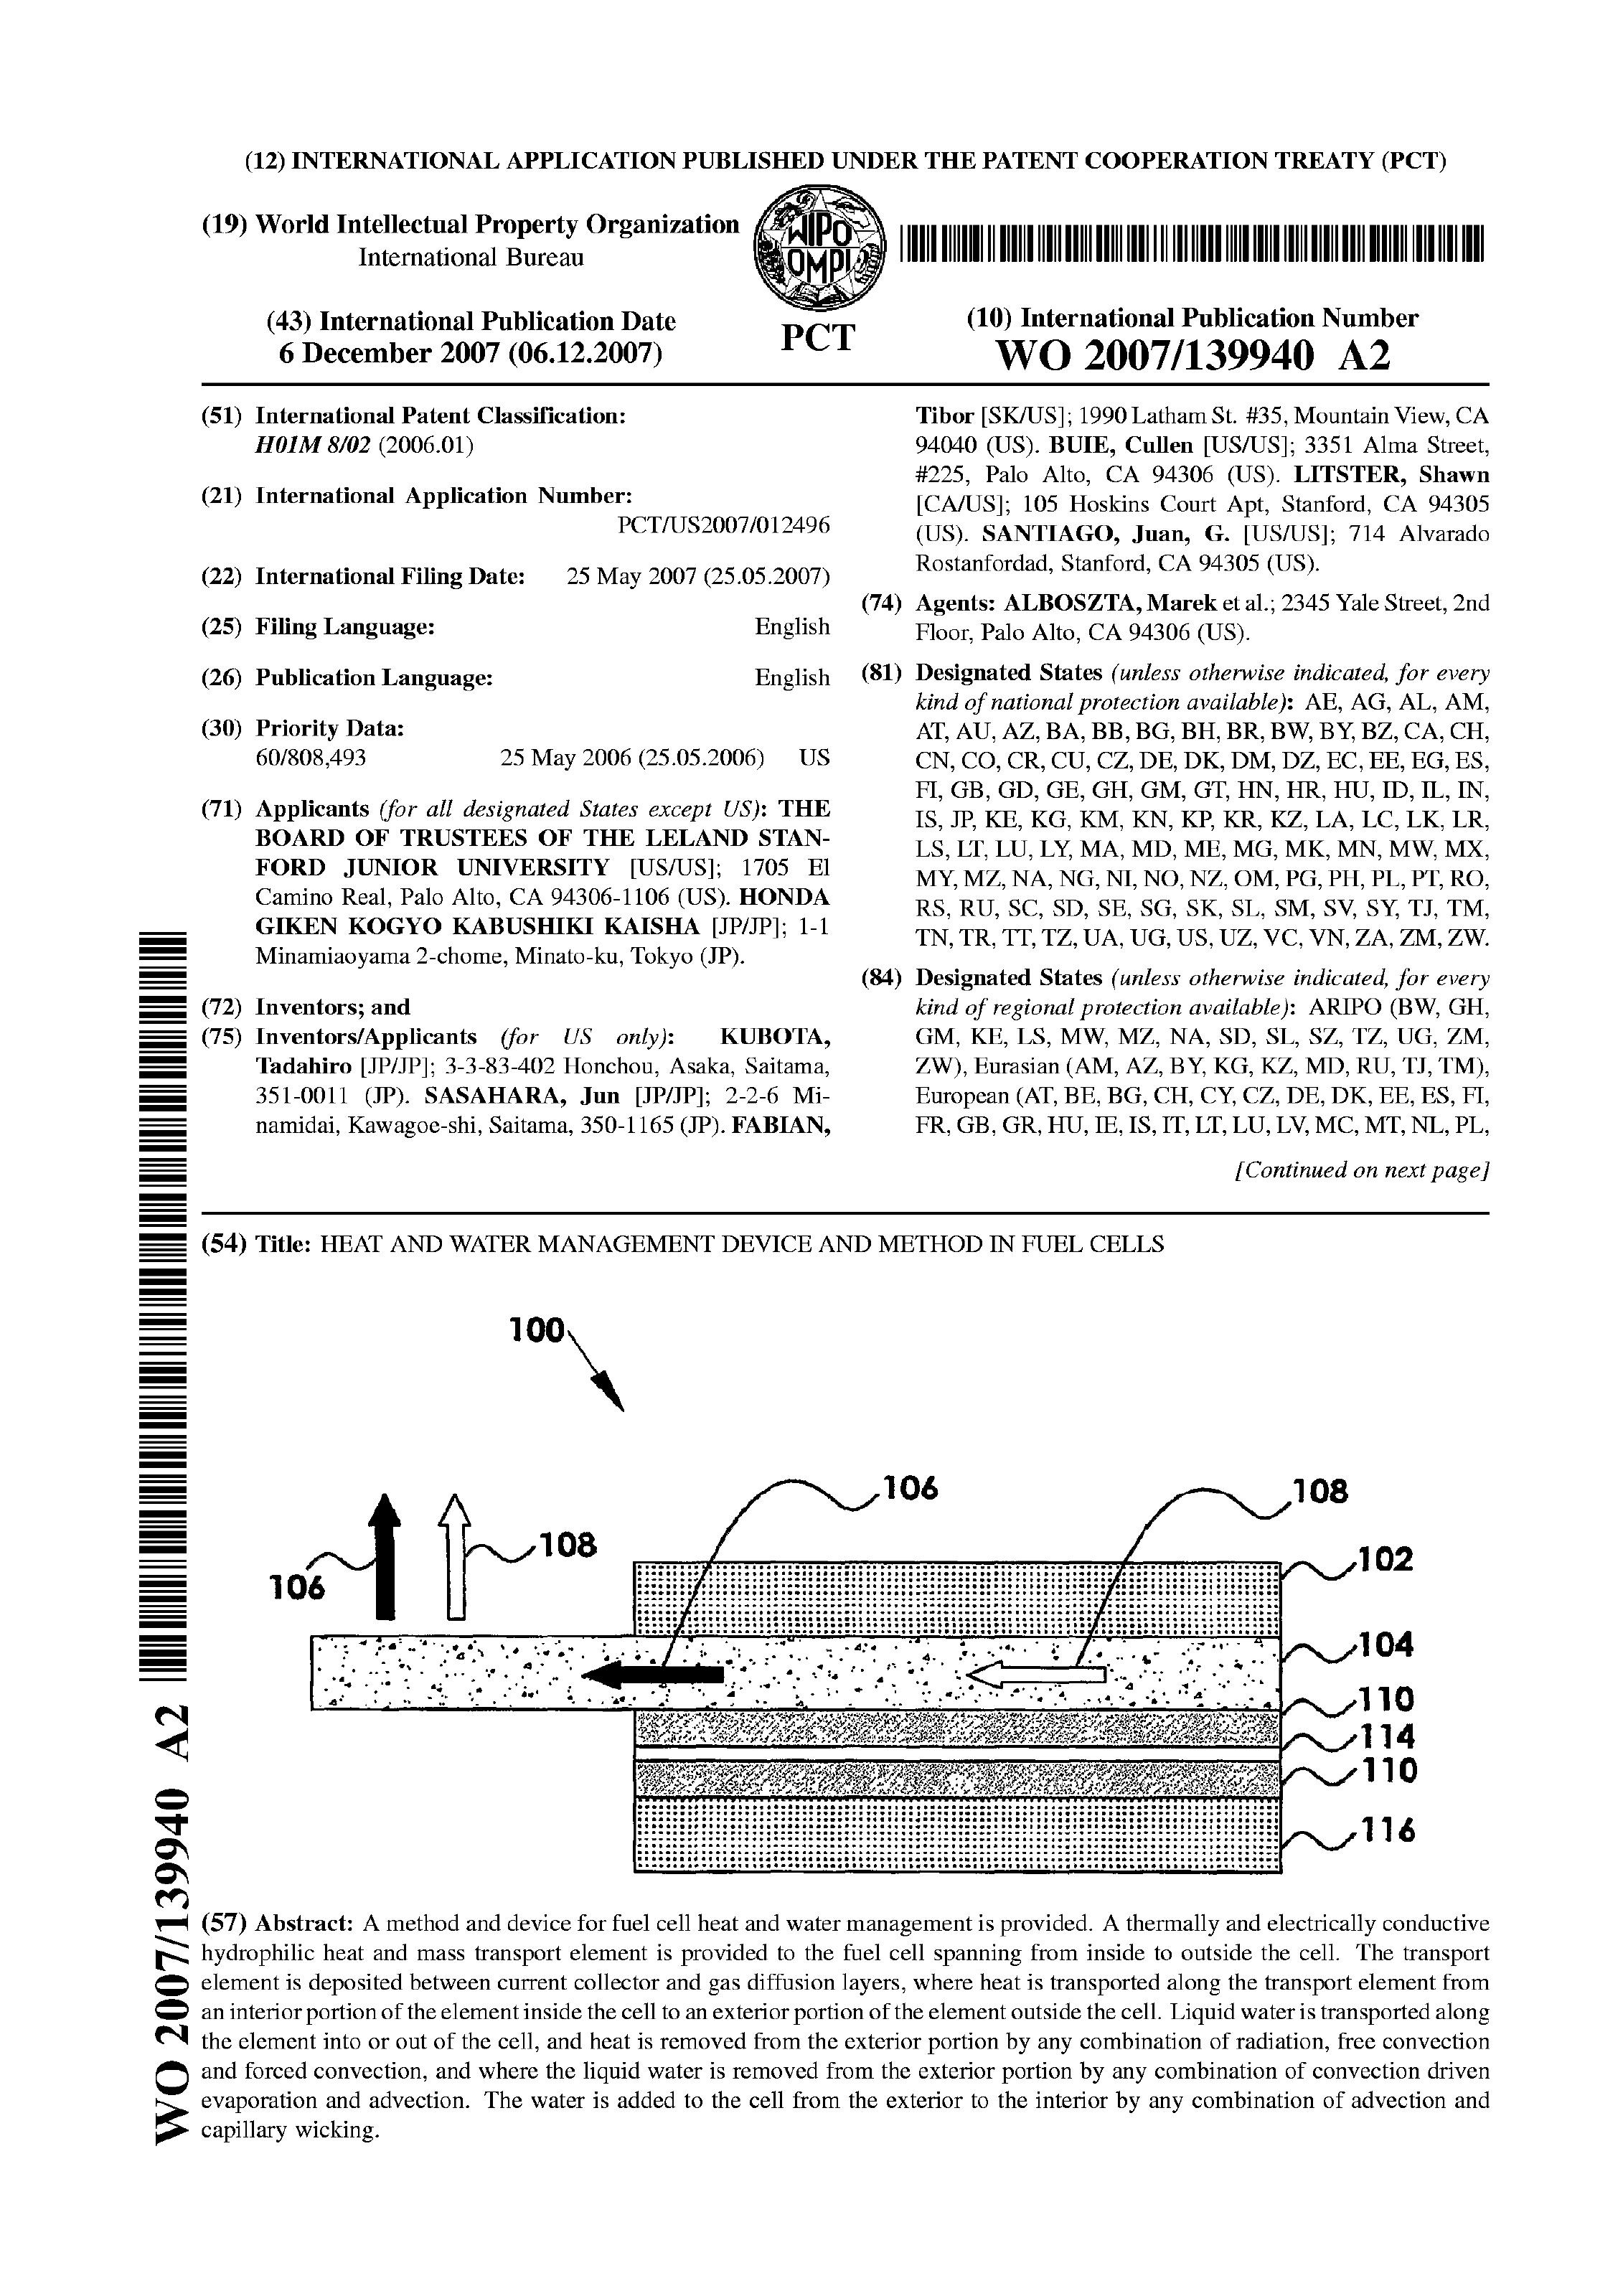 (12) INTERNATIONAL APPLICATION PUBLISHED UNDER THE PATENT COOPERATION TREATY (PCT)
(19) World Intellectual Property Organization
International Bureau
WIPO
OMPI
PCT
(43) International Publication Date
6 December 2007 (06.12.2007)
(10) International Publication Number
WO 2007/139940 A2
(51) International Patent Classification:
H01M 8/02 (2006.01)
(21) International Application Number:
PCT/US2007/012496
(22) International Filing Date: 25 May 2007 (25.05.2007)
(25) Filing Language: English
(26) Publication Language: English
(30) Priority Data:
60/808,493 25 May 2006 (25.05.2006) US
(71) Applicants (for all designated States except US): THE
BOARD OF TRUSTEES OF THE LELAND STAN-
FORD JUNIOR UNIVERSITY [US/US]; 1705 El
Camino Real, Palo Alto, CA 94306-1106 (US). HONDA
GIKEN KOGYO KABUSHIKI KAISHA [JP/JP]; 1-1
Minamiaoyama 2-chome, Minato-ku, Tokyo (JP).
(72) Inventors; and
(75) Inventors/Applicants (for US only): KUBOTA,
Tadahiro [JP/JP]; 3-3-83-402 Honchou, Asaka, Saitama,
351-0011 (JP). SASAHARA, Jun [JP/JP]; 2-2-6 Mi-
namidai, Kawagoe-shi, Saitama, 350-1165 (JP). FABIAN,
Tibor [SK/US]; 1990 Latham St. #35, Mountain View, CA
94040 (US). BUIE, Cullen [US/US]; 3351 Alma Street,
#225, Palo Alto, CA 94306 (US). LITSTER, Shawn
[CA/US]; 105 Hoskins Court Apt, Stanford, CA 94305
(US). SANTIAGO, Juan, G. [US/US]; 714 Alvarado
Rostanfordad, Stanford, CA 94305 (US).
(74) Agents: ALBOSZTA, Marek et al.; 2345 Yale Street, 2nd
Floor, Palo Alto, CA 94306 (US).
(81) Designated States (unless otherwise indicated, for every
kind of national protection available): AE, AG, AL, AM,
AT, AU, AZ, BA, BB, BG, BH, BR, BW, BY, BZ, CA, CH,
CN, CO, CR, CU, CZ, DE, DK, DM, DZ, EC, EE, EG, ES,
FI, GB, GD, GE, GH, GM, GT, HN, HR, HU, ID, IL, IN,
IS, JP, KE, KG, KM, KN, KP, KR, KZ, LA, LC, LK, LR,
LS, LT, LU, LY, MA, MD, ME, MG, MK, MN, MW, MX,
MY, MZ, NA, NG, NI, NO, NZ, OM, PG, PH, PL, PT, RO,
RS, RU, SC, SD, SE, SG, SK, SL, SM, SV, SY, TJ, TM,
TN, TR, TT, TZ, UA, UG, US, UZ, VC, VN, ZA, ZM, ZW.
(84) Designated States (unless otherwise indicated, for every
kind of regional protection available): ARIPO (BW, GH,
GM, KE, LS, MW, MZ, NA, SD, SL, SZ, TZ, UG, ZM,
ZW), Eurasian (AM, AZ, BY, KG, KZ, MD, RU, TJ, TM),
European (AT, BE, BG, CH, CY, CZ, DE, DK, EE, ES, FI,
FR, GB, GR, HU, IE, IS, IT, LT, LU, LV, MC, MT, NL, PL,
[Continued on next page]
(54) Title: HEAT AND WATER MANAGEMENT DEVICE AND METHOD IN FUEL CELLS
100
106
108
108
106
102
104
110
114
110
116
(57) Abstract: A method and device for fuel cell heat and water management is provided. A thermally and electrically conductive
hydrophilic heat and mass transport element is provided to the fuel cell spanning from inside to outside the cell. The transport
element is deposited between current collector and gas diffusion layers, where heat is transported along the transport element from
an interior portion of the element inside the cell to an exterior portion of the element outside the cell. Liquid water is transported along
the element into or out of the cell, and heat is removed from the exterior portion by any combination of radiation, free convection
and forced convection, and where the liquid water is removed from the exterior portion by any combination of convection driven
evaporation and advection. The water is added to the cell from the exterior to the interior by any combination of advection and
capillary wicking.
WO 2007/139940 A2